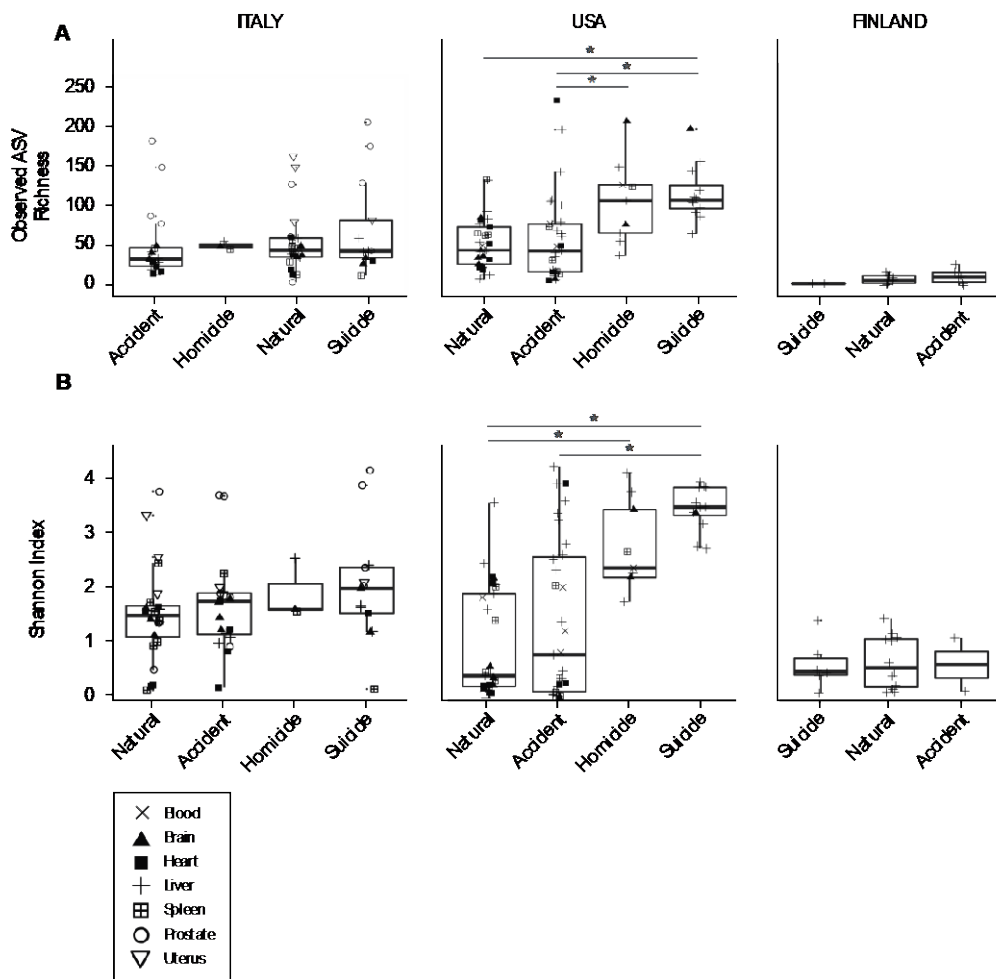 ITALY USA FINLAND
A
* * *
Observed ASV
Richness
250
200
150
100
50
0
Accident Homicide Natural Suicide Natural Accident Homicide Suicide Suicide Natural Accident
B
* * *
Shannon Index
4
3
2
1
0
Natural Accident Homicide Suicide Natural Accident Homicide Suicide Suicide Natural Accident
Blood
Brain
Heart
Liver
Spleen
Prostate
Uterus